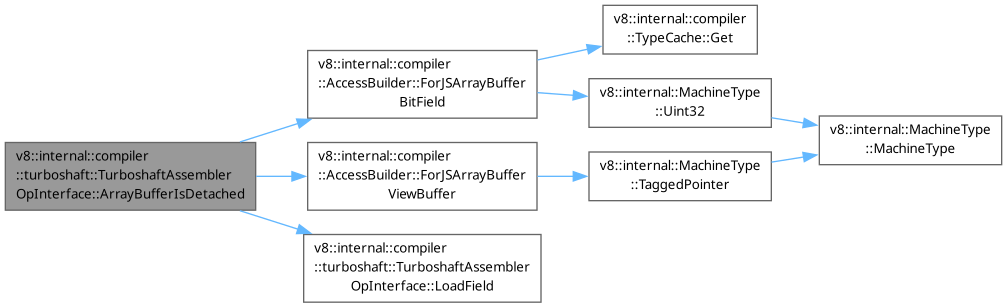 v8::internal::compiler
::turboshaft::TurboshaftAssembler
OpInterface::ArrayBufferIsDetached
v8::internal::compiler
::AccessBuilder::ForJSArrayBuffer
BitField
v8::internal::compiler
::TypeCache::Get
v8::internal::MachineType
::Uint32
v8::internal::MachineType
::MachineType
v8::internal::compiler
::AccessBuilder::ForJSArrayBuffer
ViewBuffer
v8::internal::MachineType
::TaggedPointer
v8::internal::compiler
::turboshaft::TurboshaftAssembler
OpInterface::LoadField